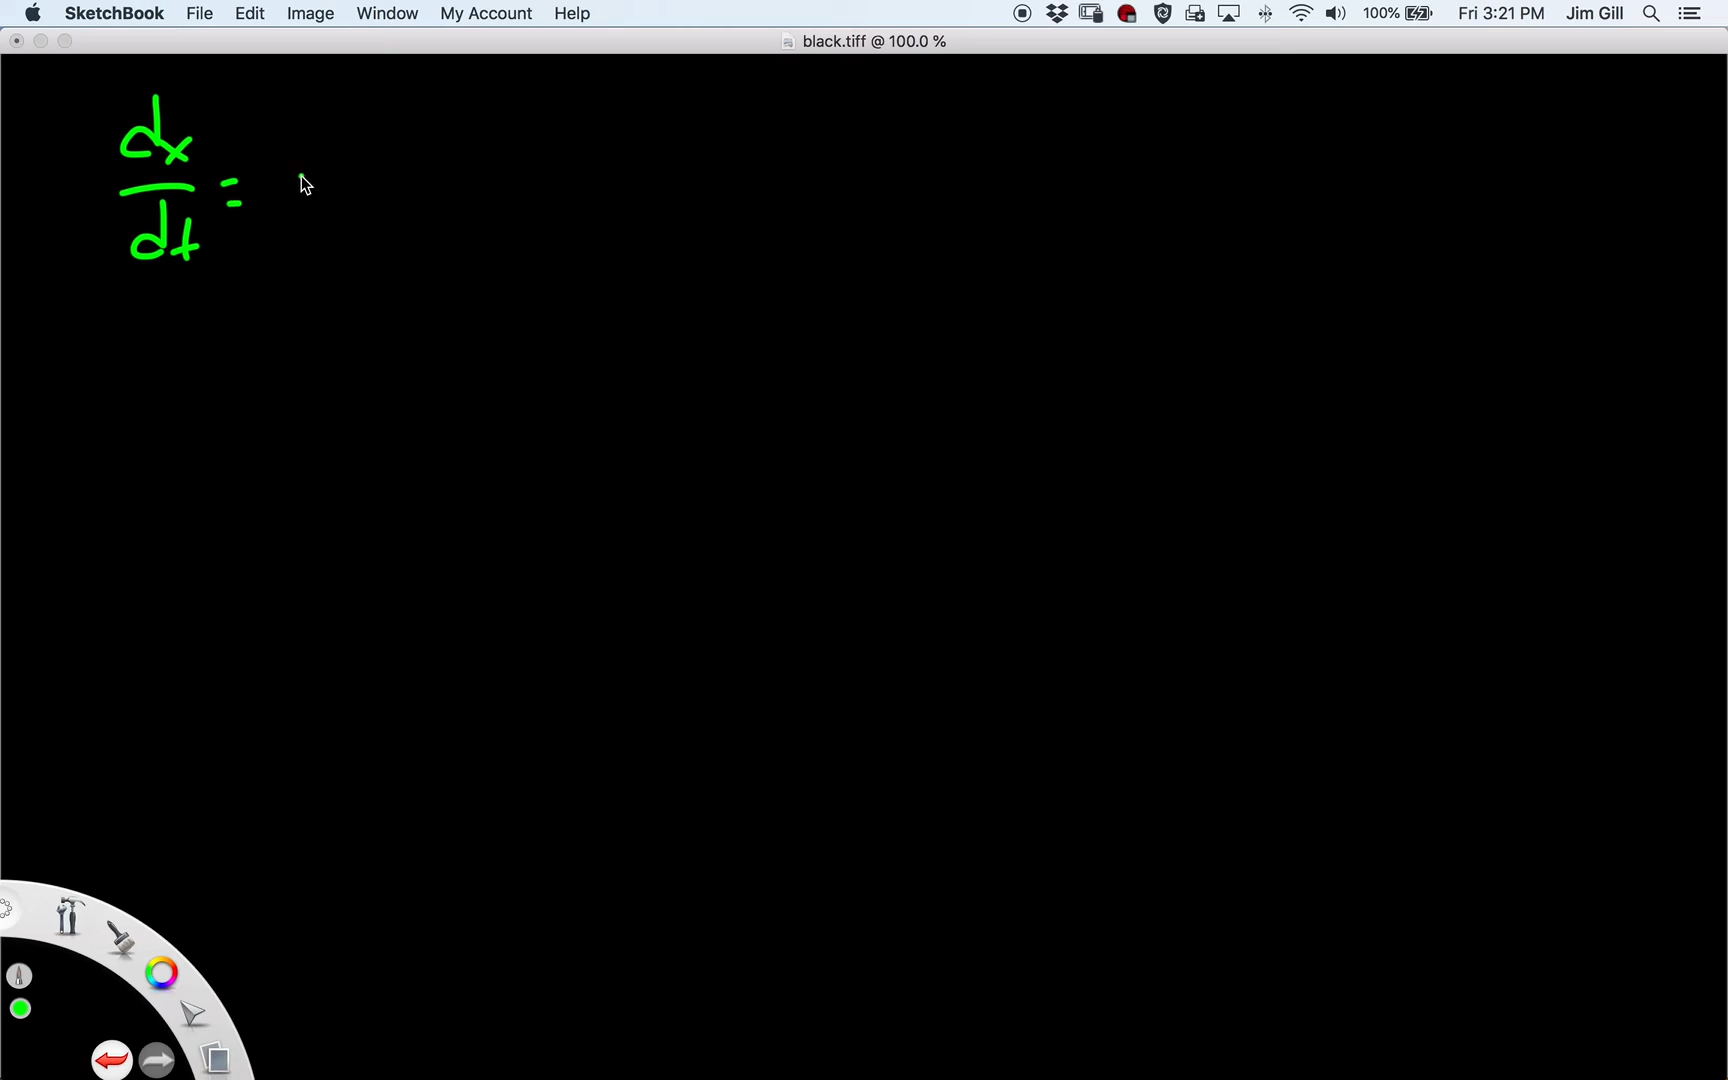 SketchBook File Edit Image Window My Account Help 100% Fri 3:21 PM Jim Gill
black.tiff @ 100.0 %
dx
dt
=